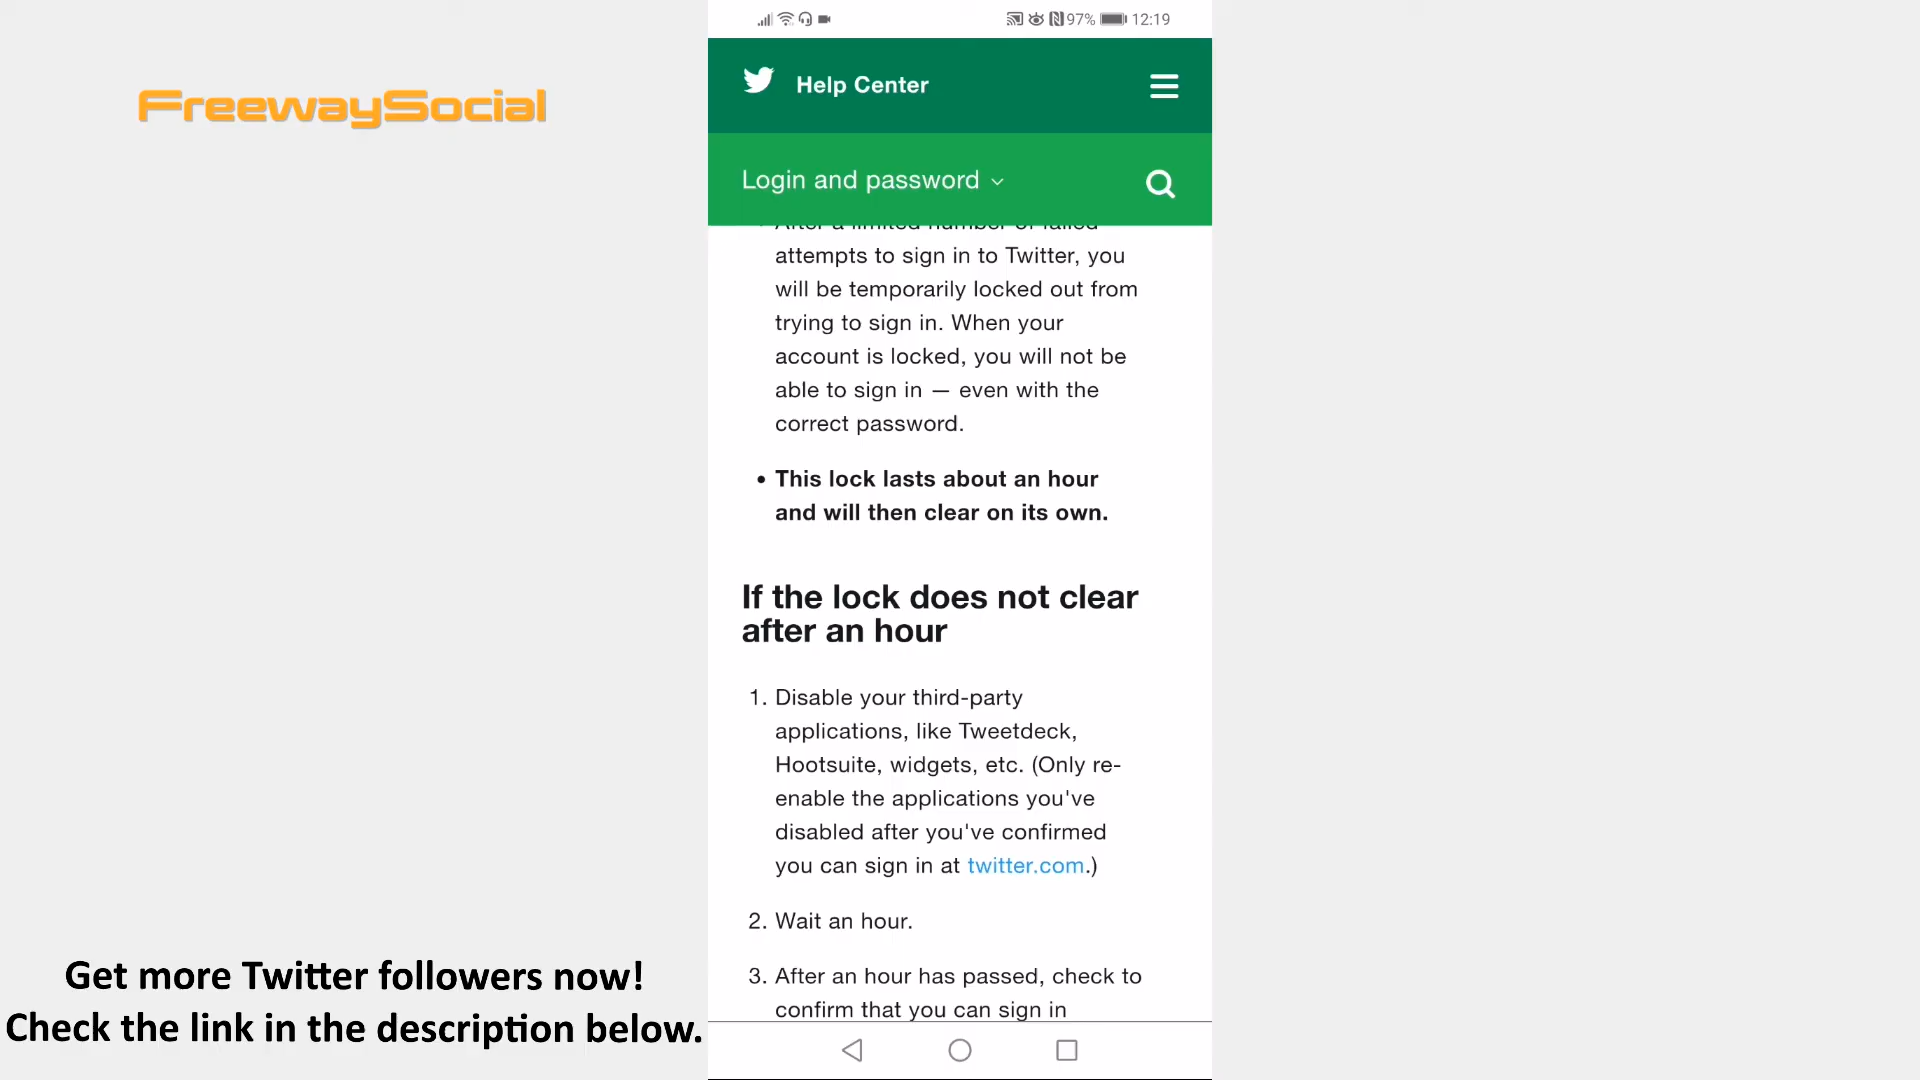 97% 12:19
FreewaySocial
Help Center
Login and password
After a limited number of failed
attempts to sign in to Twitter, you
will be temporarily locked out from
trying to sign in. When your
account is locked, you will not be
able to sign in — even with the
correct password.
• This lock lasts about an hour
and will then clear on its own.
If the lock does not clear
after an hour
1. Disable your third-party
applications, like Tweetdeck,
Hootsuite, widgets, etc. (Only re-
enable the applications you've
disabled after you've confirmed
you can sign in at twitter.com.)
2. Wait an hour.
3. After an hour has passed, check to
confirm that you can sign in
Get more Twitter followers now!
Check the link in the description below.